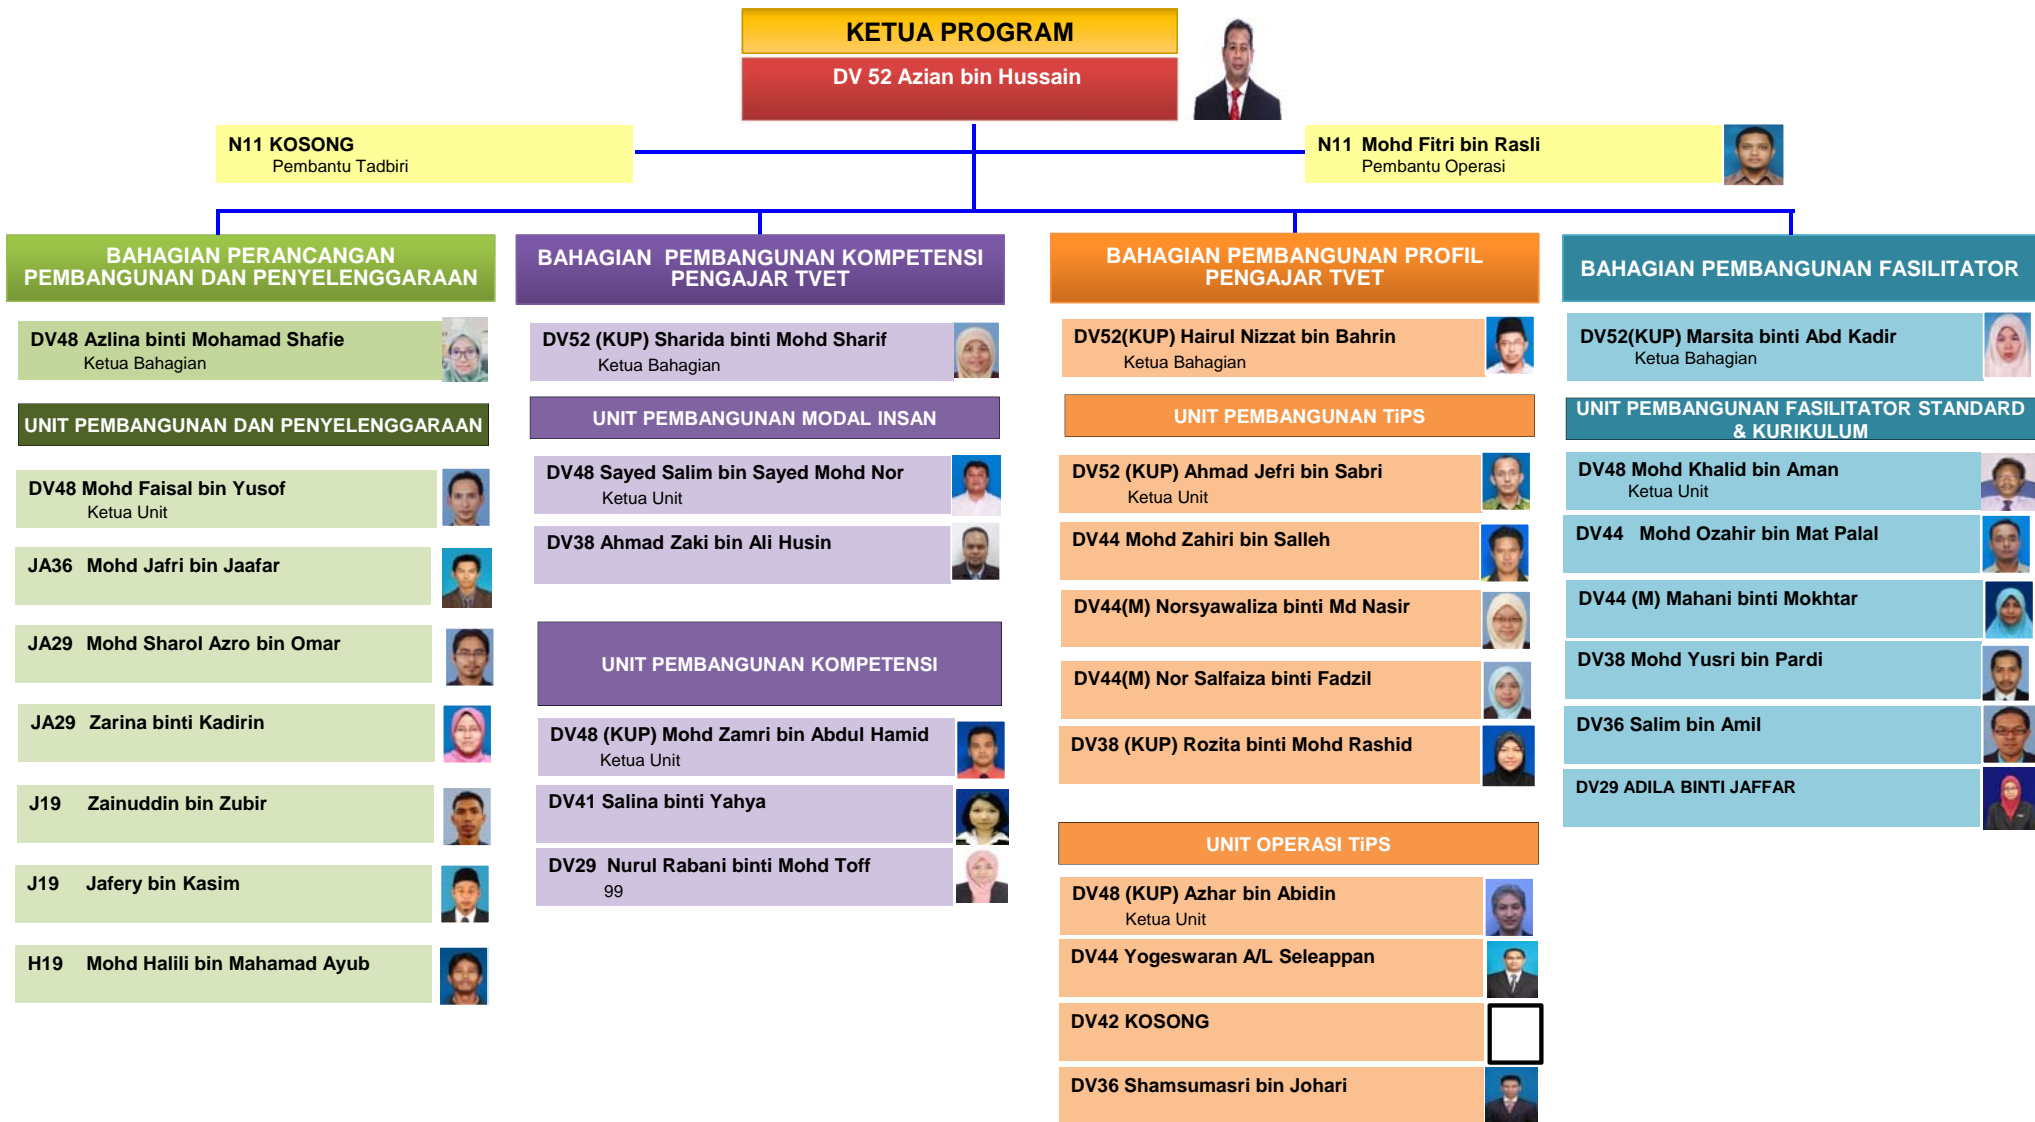 KETUA PROGRAM
DV 52 Azian bin Hussain
N11 KOSONG
Pembantu Tadbiri
N11 Mohd Fitri bin Rasli
Pembantu Operasi
BAHAGIAN PERANCANGAN
PEMBANGUNAN DAN PENYELENGGARAAN
DV48 Azlina binti Mohamad Shafie
Ketua Bahagian
UNIT PEMBANGUNAN DAN PENYELENGGARAAN
DV48 Mohd Faisal bin Yusof
Ketua Unit
JA36 Mohd Jafri bin Jaafar
JA29 Mohd Sharol Azro bin Omar
JA29 Zarina binti Kadirin
J19 Zainuddin bin Zubir
J19 Jafery bin Kasim
H19 Mohd Halili bin Mahamad Ayub
BAHAGIAN PEMBANGUNAN KOMPETENSI
PENGAJAR TVET
DV52 (KUP) Sharida binti Mohd Sharif
Ketua Bahagian
UNIT PEMBANGUNAN MODAL INSAN
DV48 Sayed Salim bin Sayed Mohd Nor
Ketua Unit
DV38 Ahmad Zaki bin Ali Husin
UNIT PEMBANGUNAN KOMPETENSI
DV48 (KUP) Mohd Zamri bin Abdul Hamid
Ketua Unit
DV41 Salina binti Yahya
DV29 Nurul Rabani binti Mohd Toff
99
BAHAGIAN PEMBANGUNAN PROFIL
PENGAJAR TVET
DV52(KUP) Hairul Nizzat bin Bahrin
Ketua Bahagian
UNIT PEMBANGUNAN TiPS
DV52 (KUP) Ahmad Jefri bin Sabri
Ketua Unit
DV44 Mohd Zahiri bin Salleh
DV44(M) Norsyawaliza binti Md Nasir
DV44(M) Nor Salfaiza binti Fadzil
DV38 (KUP) Rozita binti Mohd Rashid
UNIT OPERASI TiPS
DV48 (KUP) Azhar bin Abidin
Ketua Unit
DV44 Yogeswaran A/L Seleappan
DV42 KOSONG
DV36 Shamsumasri bin Johari
BAHAGIAN PEMBANGUNAN FASILITATOR
DV52(KUP) Marsita binti Abd Kadir
Ketua Bahagian
UNIT PEMBANGUNAN FASILITATOR STANDARD
& KURIKULUM
DV48 Mohd Khalid bin Aman
Ketua Unit
DV44 Mohd Ozahir bin Mat Palal
DV44 (M) Mahani binti Mokhtar
DV38 Mohd Yusri bin Pardi
DV36 Salim bin Amil
DV29 ADILA BINTI JAFFAR